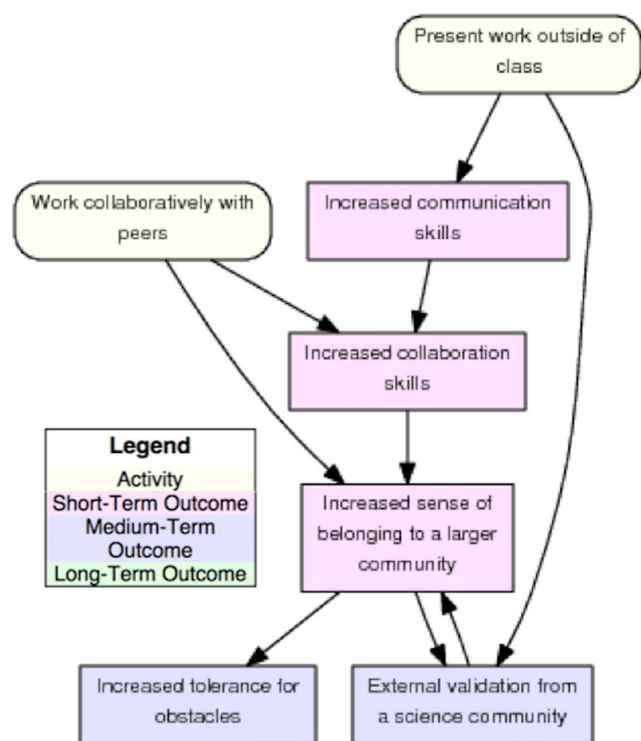 Present work outside of
class
Work collaboratively with
peers
Increased communication
skills
Increased collaboration
skills
Legend
Activity
Short-Term Outcome
Medium-Term
Outcome
Long-Term Outcome
Increased sense of
belonging to a larger
community
Increased tolerance for
obstacles
External validation from
a science community